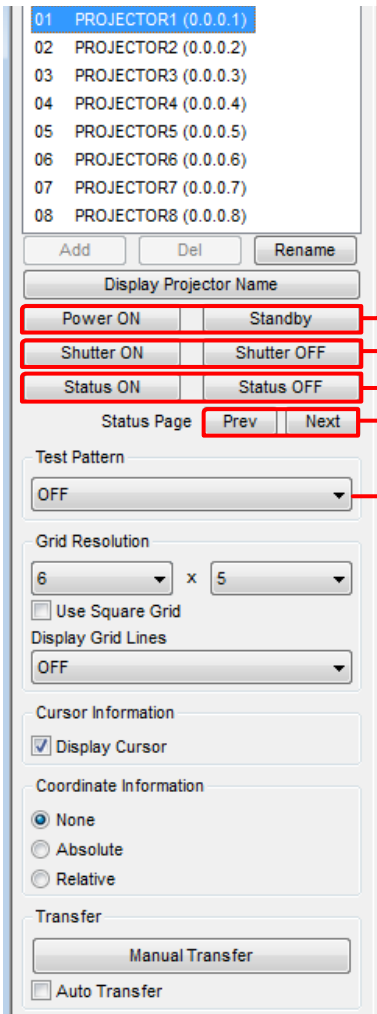 01 PROJECTOR1 (0.0.0.1)
02 PROJECTOR2 (0.0.0.2)
03 PROJECTOR3 (0.0.0.3)
04 PROJECTOR4 (0.0.0.4)
05 PROJECTOR5 (0.0.0.5)
06 PROJECTOR6 (0.0.0.6)
07 PROJECTOR7 (0.0.0.7)
08 PROJECTOR8 (0.0.0.8)
Add Del Rename
Display Projector Name
Power ON Standby
Shutter ON Shutter OFF
Status ON Status OFF
Status Page Prev Next
Test Pattern
OFF
Grid Resolution
6 x 5
Use Square Grid
Display Grid Lines
OFF
Cursor Information
Display Cursor
Coordinate Information
None
Absolute
Relative
Transfer
Manual Transfer
Auto Transfer